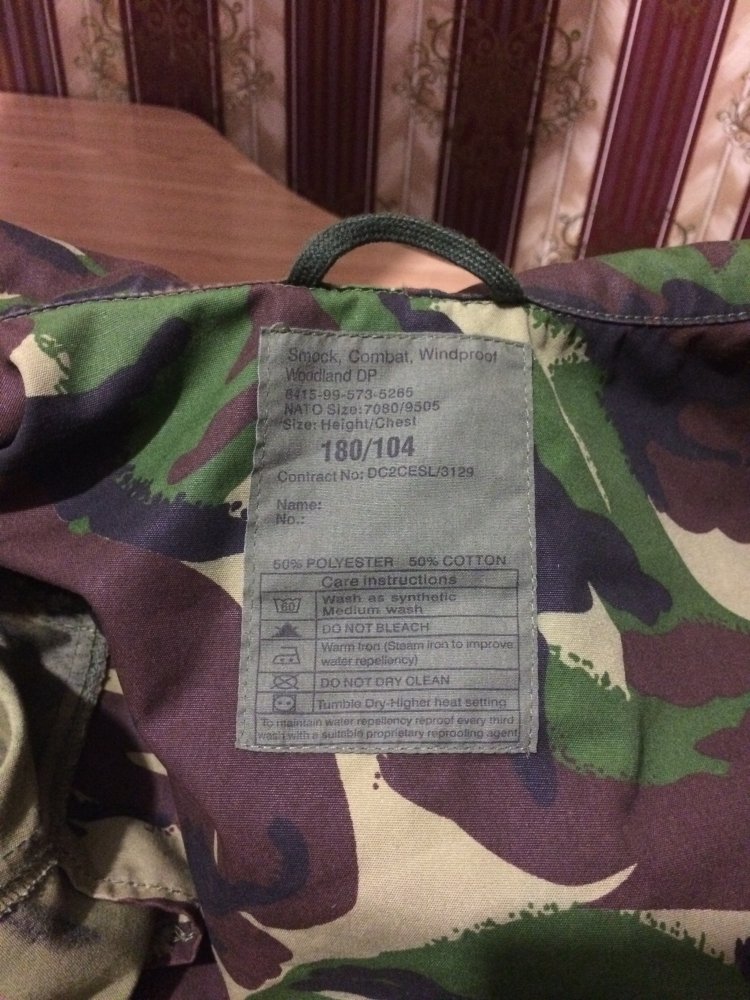 Smock, Combat, Windproof
Woodland DP
8415-99-573-5265
NATO Size:7080/9505
Size: Height/Chest
180/104
Contract No: DC2CESL/3129
Name:
No.:
50% POLYESTER 50% COTTON
Care instructions
60
Wash as synthetic
Medium wash
DO NOT BLEACH
Warm Iron (Steam iron to improve
water repellency)
DO NOT DRY CLEAN
Tumble Dry-Higher heat setting
To maintain water repellency reproof every third
wash with a suitable proprietary reproofing agent